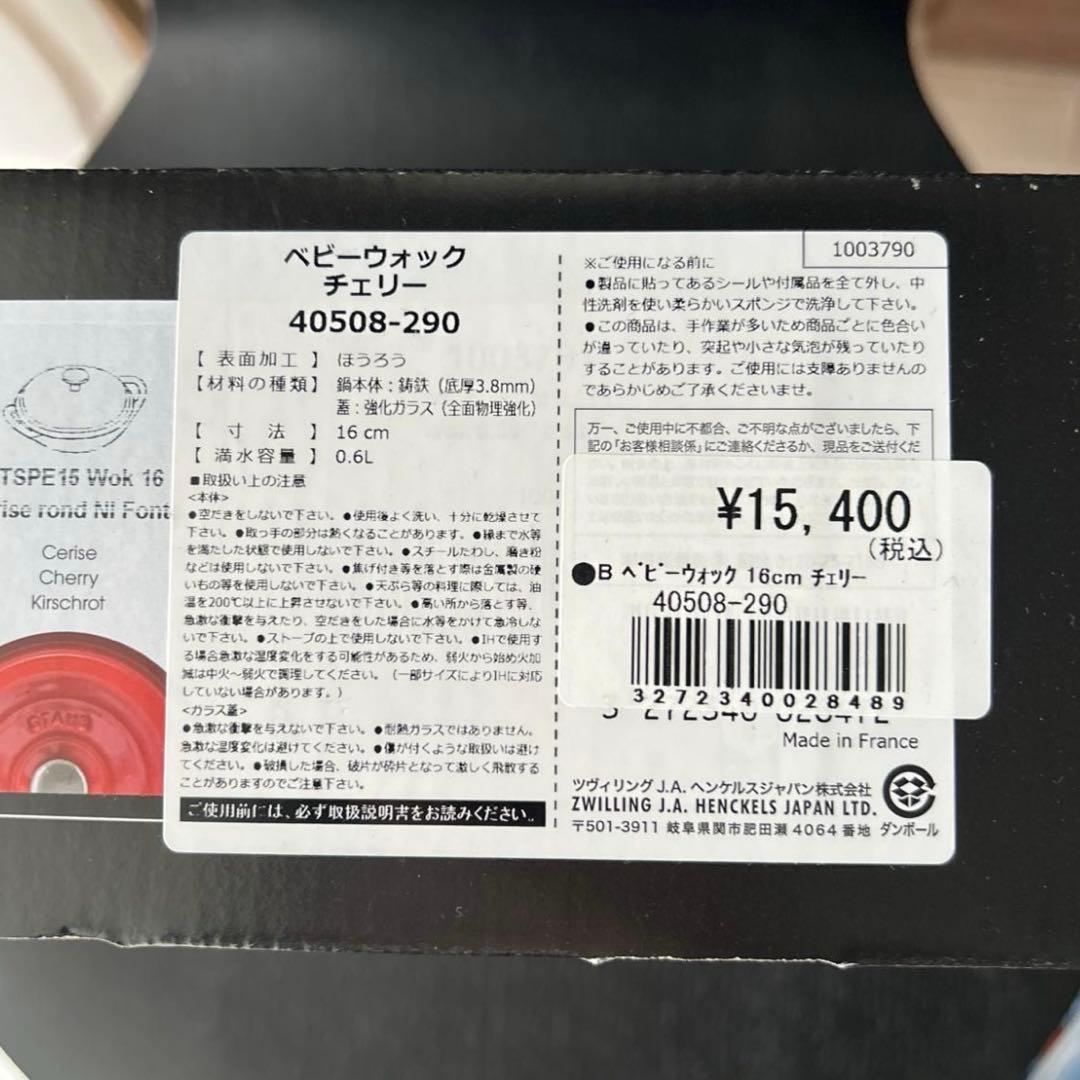 TSPE15 Wok 16
rise rond NI Font
Cerise
Cherry
Kirschrot
STAUB
ベビーウォック
チェリー
40508-290
【 表面加工 】 ほうろう
【材料の種類】 鍋本体：鋳鉄（底厚3.8mm）
蓋：強化ガラス（全面物理強化）
【 寸 法 】 16 cm
【 満水容量 】 0.6L
■取扱い上の注意
<本体>
●空だきをしないで下さい。●使用後よく洗い、十分に乾燥させて
下さい。●取っ手の部分は熱くなることがあります。●縁まで水等
を満たした状態で使用しないで下さい。●スチールたわし、磨き粉
などは使用しないで下さい。●焦げ付き等を落とす際は金属製の硬
いもの等を使用しないで下さい。●天ぷら等の料理に際しては、油
温を200℃以上に上昇させないで下さい。●高い所から落とす等、
急激な衝撃を与えたり、空だきをした場合に水等をかけて急冷しな
いで下さい。●ストーブの上で使用しないで下さい。●IHで使用す
る場合急激な温度変化をする可能性があるため、弱火から始め火加
減は中火～弱火で調理してください。（一部サイズによりIHに対応
していない場合があります。）
<ガラス蓋>
●急激な衝撃を与えないで下さい。●耐熱ガラスではありません。
急激な温度変化は避けてください。●傷が付くような取扱いは避け
てください。●破損した場合、破片が砕片となって激しく飛散する
ことがありますのでご注意下さい。
ご使用前には、必ず取扱説明書をお読みください。
1003790
※ご使用になる前に
●製品に貼ってあるシールや付属品を全て外し、中
性洗剤を使い柔らかいスポンジで洗浄して下さい。
●この商品は、手作業が多いため商品ごとに色合い
が違っていたり、突起や小さな気泡が残っていたり
することがあります。ご使用には支障ありませんの
であらかじめご了承くださいませ。
万一、ご使用中に不都合、ご不明な点がございましたら、下
記の「お客様相談係」にご連絡くださるか、現品をご送付くだ
¥15,400
(税込)
●B ﾍﾞﾋﾞｰｳｫｯｸ 16cm チェリー
40508-290
3272340028489
Made in France
ツヴィリング J.A. ヘンケルスジャパン株式会社
ZWILLING J.A. HENCKELS JAPAN LTD.
〒501-3911 岐阜県関市肥田瀬 4064 番地 ダンボール